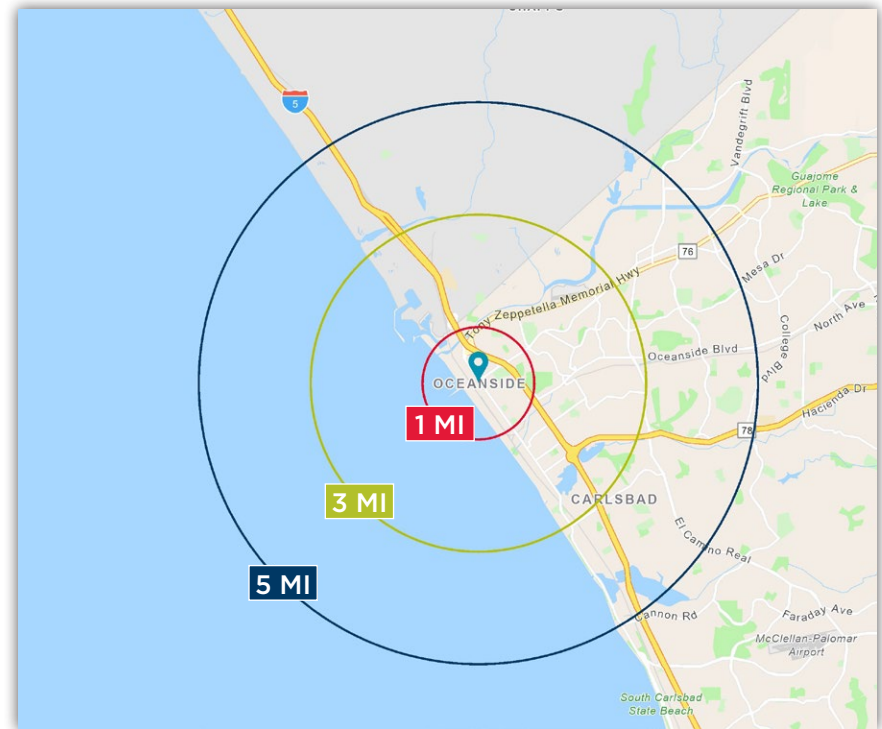 5
Vandegrift Blvd
Guajome
Regional Park &
Lake
76
Mesa Dr
Tony Zeppetella Memorial Hwy
North Ave
College Blvd
Oceanside Blvd
OCEANSIDE
Hacienda Dr
1 MI
78
3 MI
CARLSBAD
El Camino Real
5 MI
Cannon Rd
Faraday Ave
McClellan-Palomar
Airport
South Carlsbad
State Beach